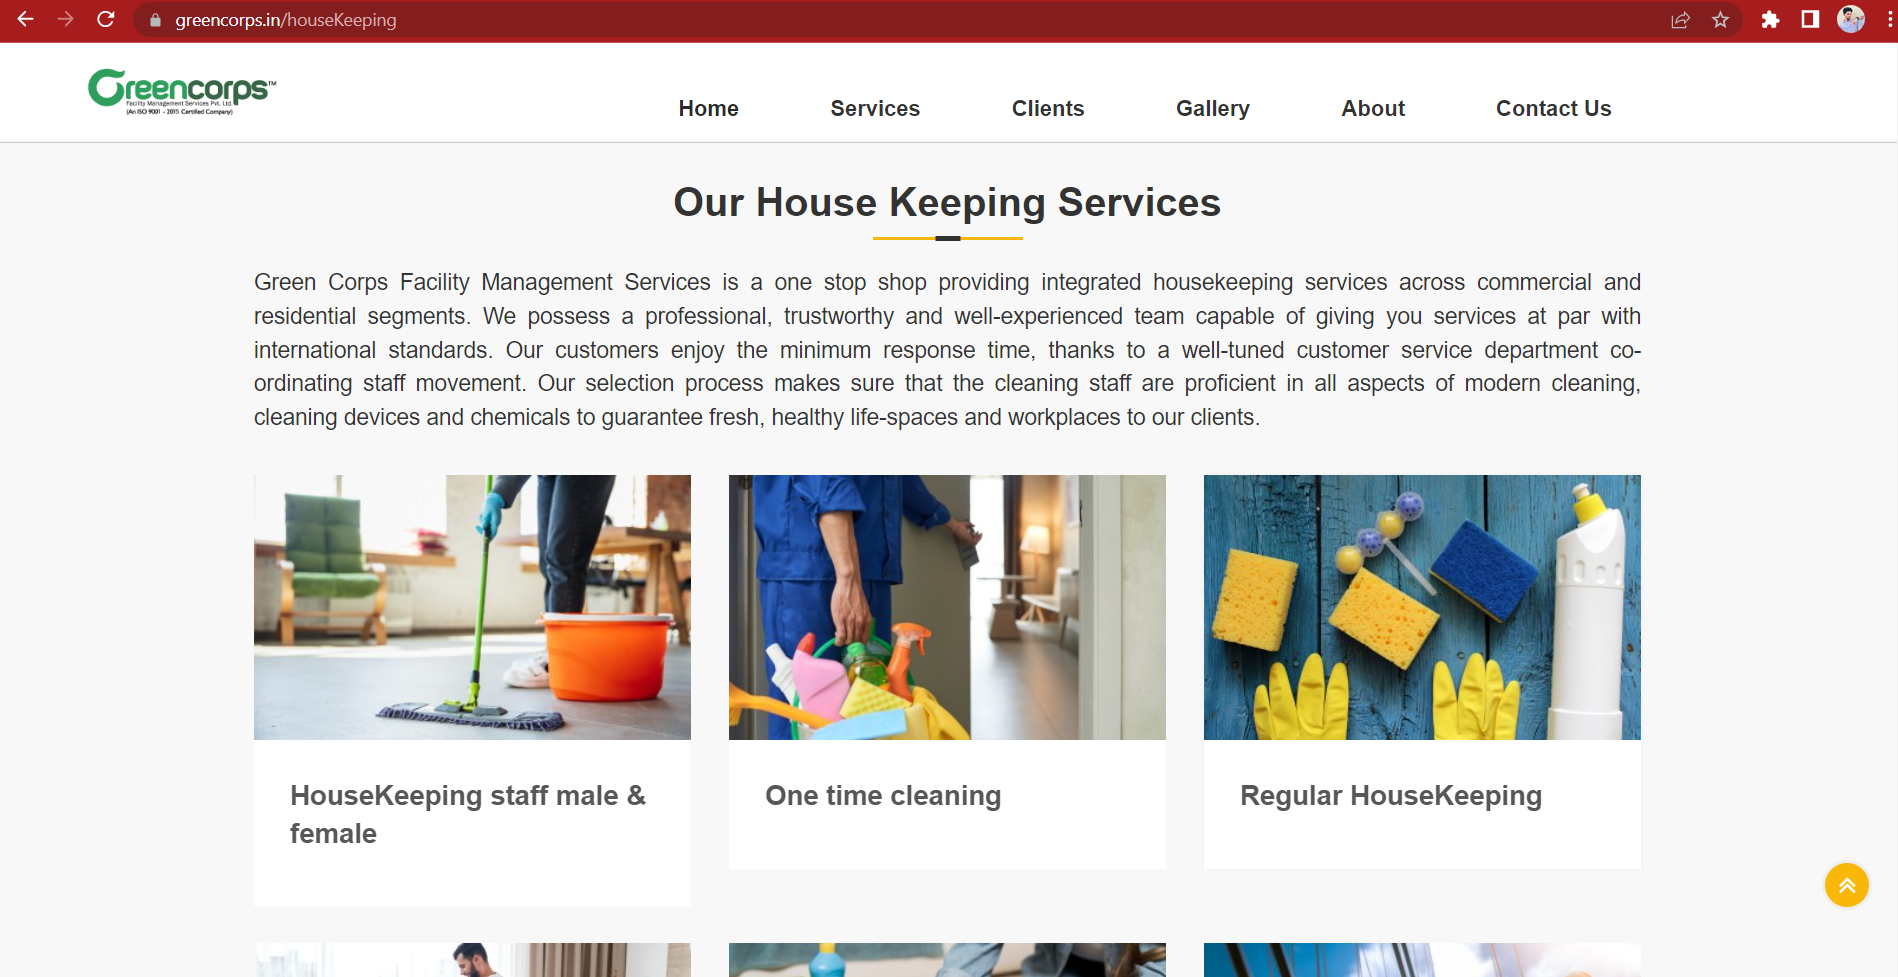 greencorps.in/houseKeeping
Greencorps™
Facility Management Services Pvt. Ltd.
(An ISO 9001 - 2015 Certified Company)
Home Services Clients Gallery About Contact Us
Our House Keeping Services
Green Corps Facility Management Services is a one stop shop providing integrated housekeeping services across commercial and
residential segments. We possess a professional, trustworthy and well-experienced team capable of giving you services at par with
international standards. Our customers enjoy the minimum response time, thanks to a well-tuned customer service department co-
ordinating staff movement. Our selection process makes sure that the cleaning staff are proficient in all aspects of modern cleaning,
cleaning devices and chemicals to guarantee fresh, healthy life-spaces and workplaces to our clients.
HouseKeeping staff male &
female
One time cleaning
Regular HouseKeeping